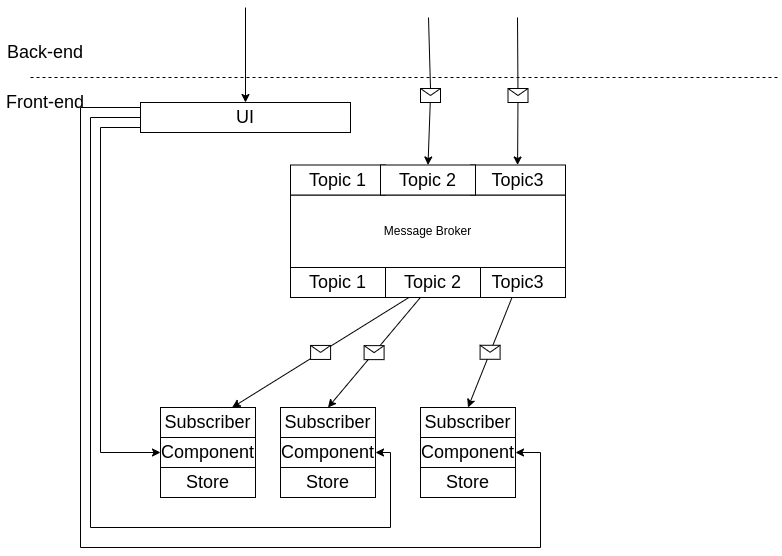 Back-end
Front-end
UI
Topic 1 Topic 2 Topic3
Message Broker
Topic 1 Topic 2 Topic3
Subscriber Subscriber Subscriber
Component Component Component
Store Store Store